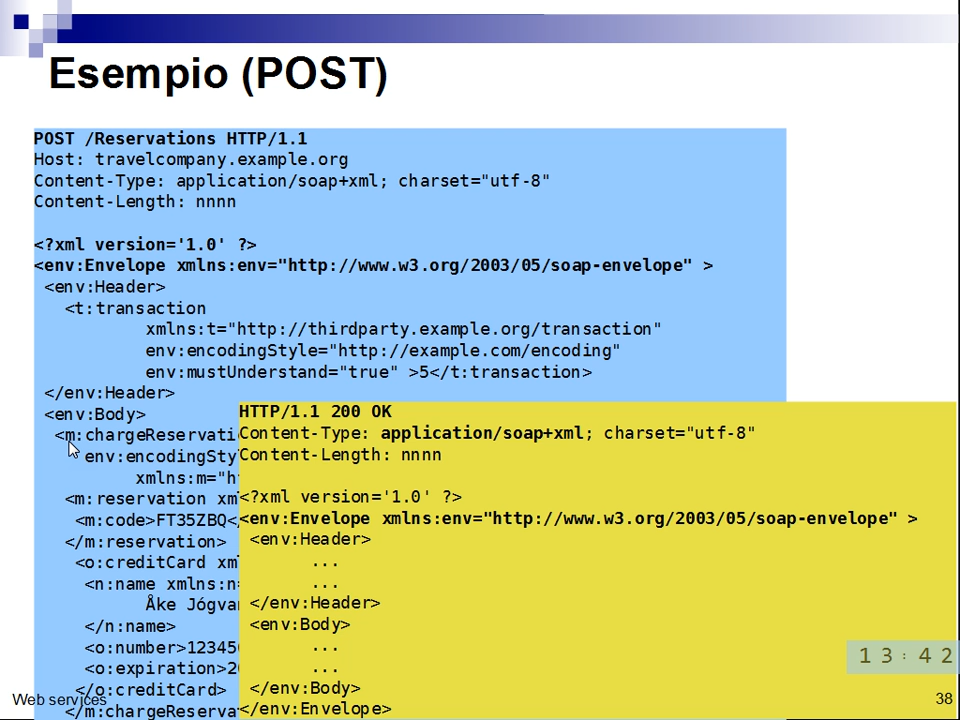 Esempio (POST)
POST /Reservations HTTP/1.1
Host: travelcompany.example.org
Content-Type: application/soap+xml; charset="utf-8"
Content-Length: nnnn
<?xml version='1.0' ?>
<env:Envelope xmlns:env="http://www.w3.org/2003/05/soap-envelope" >
<env:Header>
<t:transaction
xmlns:t="http://thirdparty.example.org/transaction"
env:encodingStyle="http://example.com/encoding"
env:mustUnderstand="true" >5</t:transaction>
</env:Header>
<env:Body>
<m:chargeReservati
env:encodingSty
xmlns:m="h
<m:reservation xm
<m:code>FT35ZBQ<
</m:reservation>
<o:creditCard xm
<n:name xmlns:n
Åke Jógva
</n:name>
<o:number>12345
<o:expiration>2
</o:creditCard>
</m:chargeReserva
HTTP/1.1 200 OK
Content-Type: application/soap+xml; charset="utf-8"
Content-Length: nnnn
<?xml version='1.0' ?>
<env:Envelope xmlns:env="http://www.w3.org/2003/05/soap-envelope" >
<env:Header>
...
...
</env:Header>
<env:Body>
...
...
</env:Body>
</env:Envelope>
13:42
Web services
38